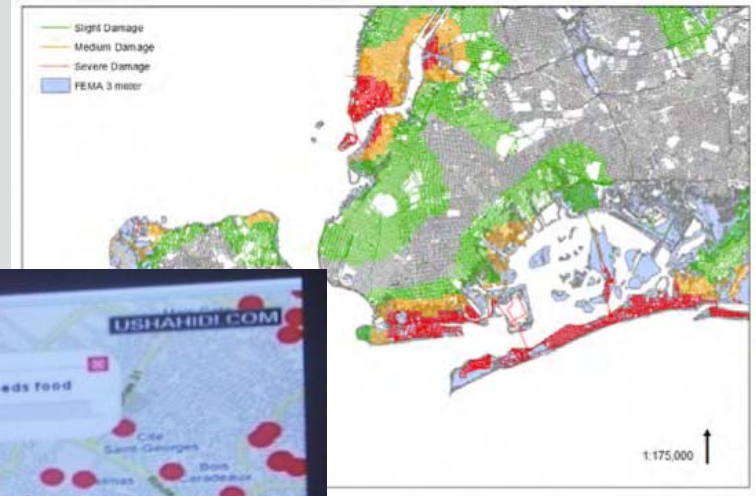 Slight Damage
Medium Damage
Severe Damage
FEMA 3 meter
1:175,000
USHAHIDI.COM
eds food
Cite
Saint-Georges
Bois